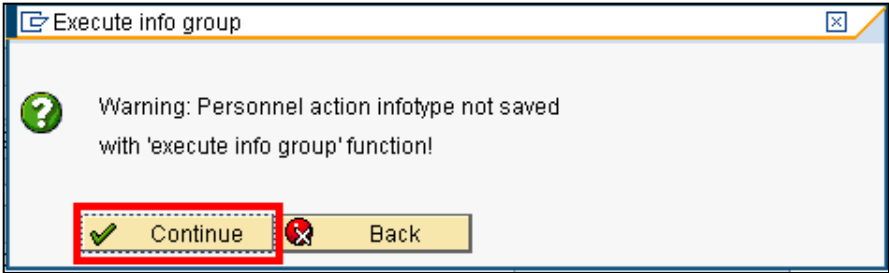 Execute info group
Warning: Personnel action infotype not saved
with 'execute info group' function!
Continue Back